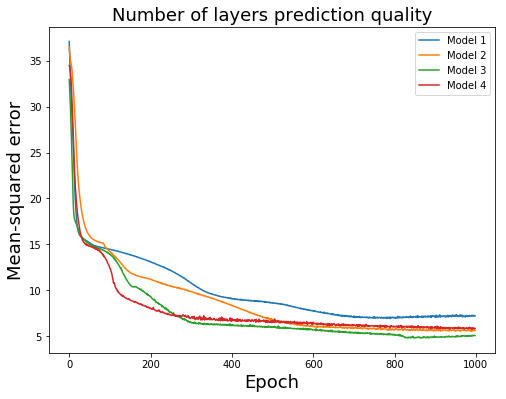 Number of layers prediction quality
Model 1
Model 2
Model 3
Model 4
Mean-squared error
35
30
25
20
15
10
5
0
200
400
600
800
1000
Epoch